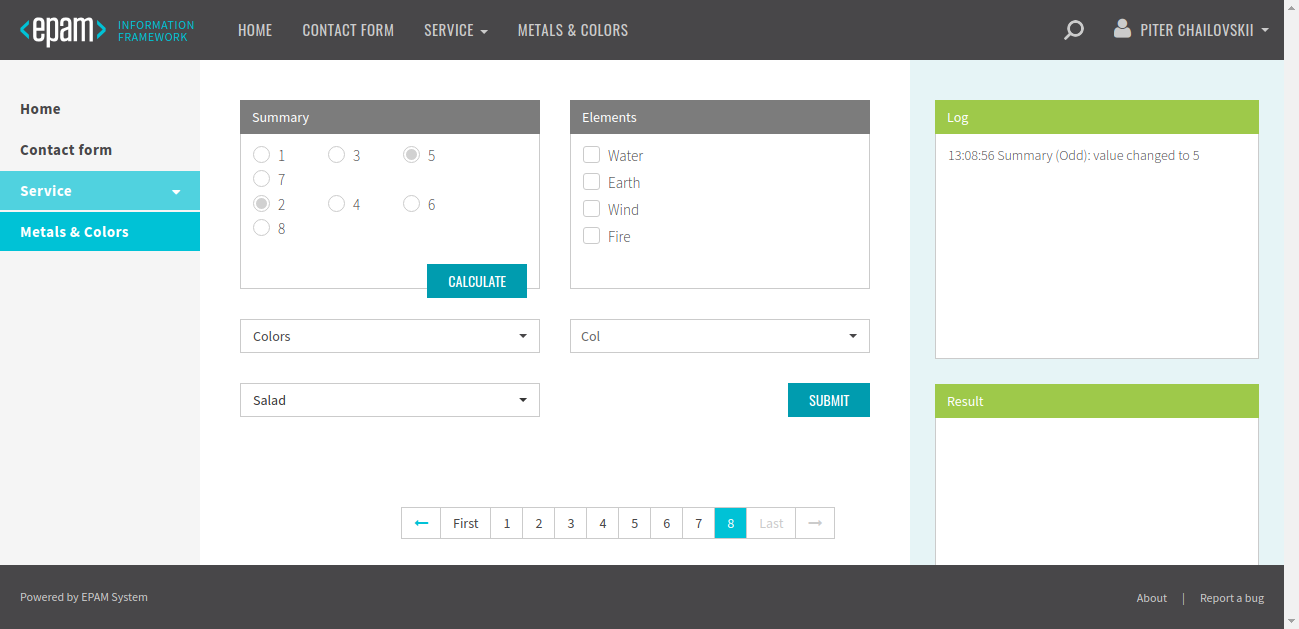 <epam> INFORMATION FRAMEWORK
HOME CONTACT FORM SERVICE METALS & COLORS
PITER CHAILOVSKII
Home
Contact form
Service
Metals & Colors
Summary
1 3 5
7
2 4 6
8
CALCULATE
Elements
Water
Earth
Wind
Fire
Colors
Col
Salad
SUBMIT
First 1 2 3 4 5 6 7 8 Last
Log
13:08:56 Summary (Odd): value changed to 5
Result
Powered by EPAM System
About | Report a bug